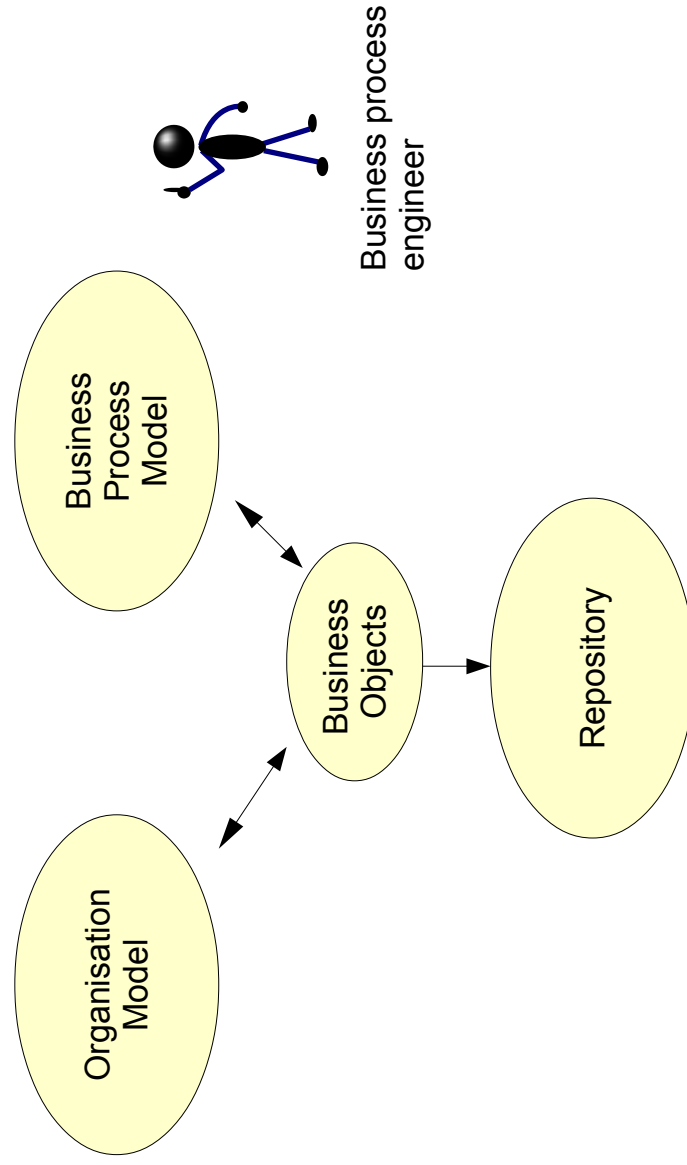 Organisation
Model
Business
Process
Model
Business process
engineer
Business
Objects
Repository